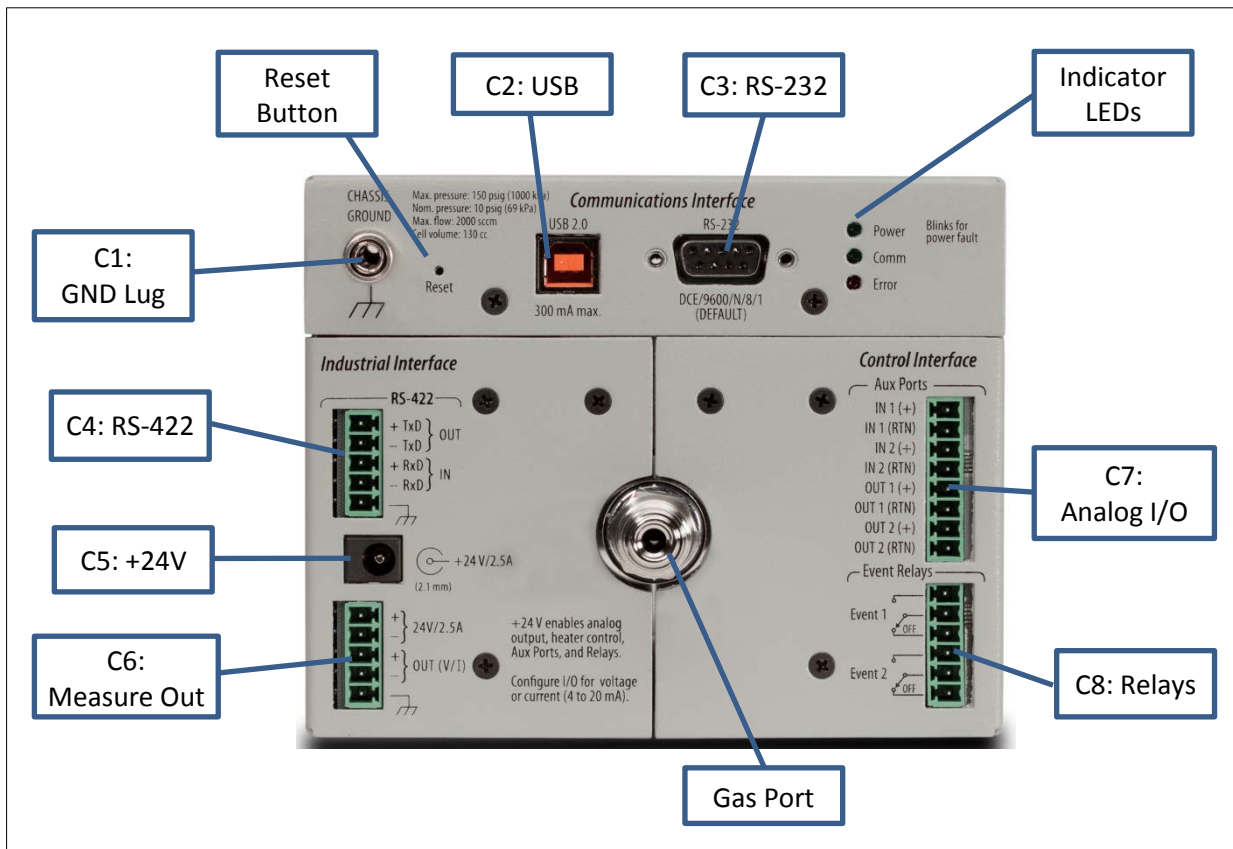 Reset
Button
C2: USB
C3: RS-232
Indicator
LEDs
CHASSIS
GROUND
Max. pressure: 150 psig (1000 kPa)
Nom. pressure: 10 psig (69 kPa)
Max. flow: 2000 sccm
Cell volume: 130 cc
Communications Interface
USB 2.0
RS-232
Power
Comm
Error
Blinks for
power fault
C1:
GND Lug
Reset
300 mA max.
DCE/9600/N/8/1
(DEFAULT)
Industrial Interface
RS-422
+ TxD
– TxD
OUT
+ RxD
– RxD
IN
C4: RS-422
C5: +24V
+24 V/2.5A
(2.1 mm)
+
–
24V/2.5A
+
–
OUT (V/I)
C6:
Measure Out
+24 V enables analog
output, heater control,
Aux Ports, and Relays.
Configure I/O for voltage
or current (4 to 20 mA).
Control Interface
Aux Ports
IN 1 (+)
IN 1 (RTN)
IN 2 (+)
IN 2 (RTN)
OUT 1 (+)
OUT 1 (RTN)
OUT 2 (+)
OUT 2 (RTN)
C7:
Analog I/O
Event Relays
Event 1
OFF
Event 2
OFF
C8: Relays
Gas Port